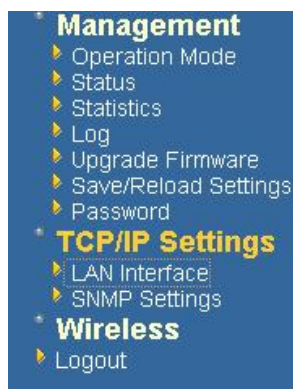 Management
Operation Mode
Status
Statistics
Log
Upgrade Firmware
Save/Reload Settings
Password
TCP/IP Settings
LAN Interface
SNMP Settings
Wireless
Logout